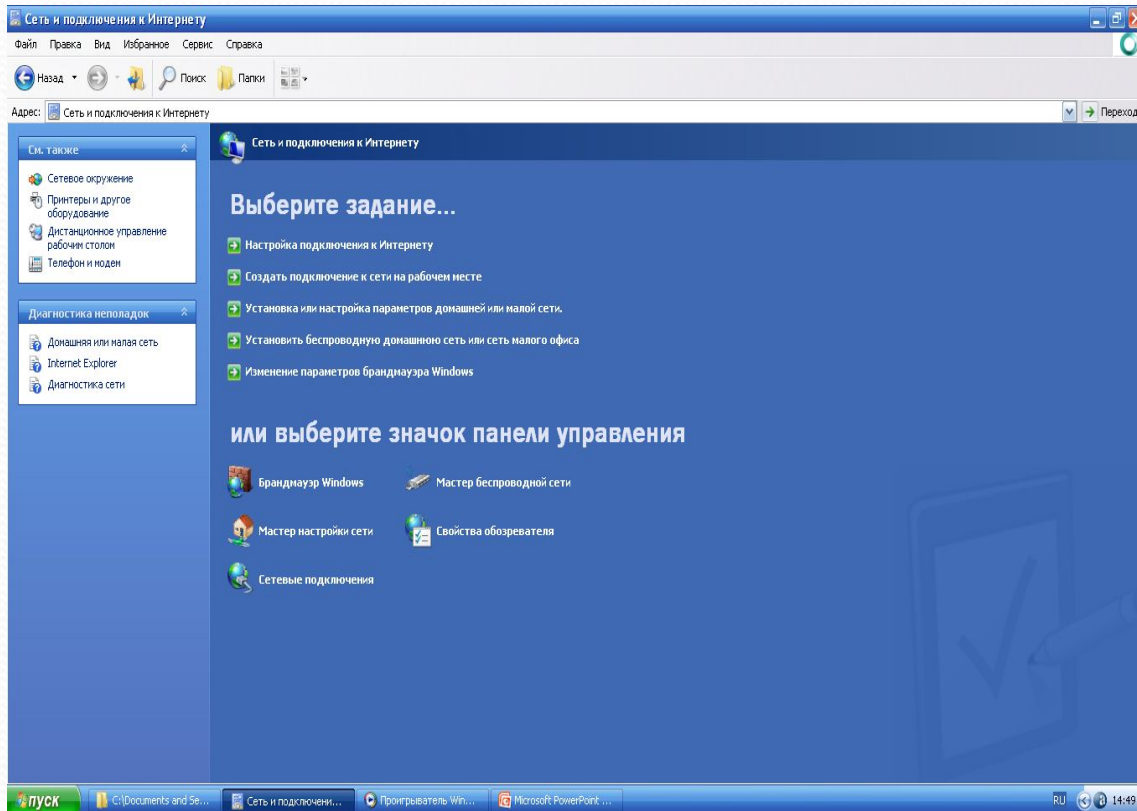 Сеть и подключения к Интернету
Файл Правка Вид Избранное Сервис Справка
Назад Поиск Папки
Адрес: Сеть и подключения к Интернету Переход
См. также
Сетевое окружение
Принтеры и другое
оборудование
Дистанционное управление
рабочим столом
Телефон и модем
Диагностика неполадок
Домашняя или малая сеть
Internet Explorer
Диагностика сети
Сеть и подключения к Интернету
Выберите задание...
Настройка подключения к Интернету
Создать подключение к сети на рабочем месте
Установка или настройка параметров домашней или малой сети.
Установить беспроводную домашнюю сеть или сеть малого офиса
Изменение параметров брандмауэра Windows
или выберите значок панели управления
Брандмауэр Windows Мастер беспроводной сети
Мастер настройки сети Свойства обозревателя
Сетевые подключения
пуск C:\Documents and Se... Сеть и подключени... Проигрыватель Win... Microsoft PowerPoint ... RU 14:49